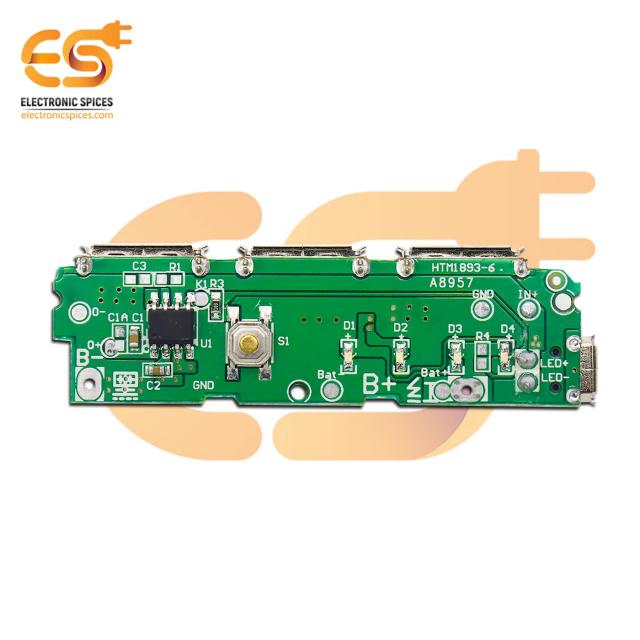 ES
ELECTRONIC SPICES
electronicspices.com
HTM1893-6
A8957
C3 R1
K1 R3
GND IN+
O-
C1A C1
U1
S1
D1 D2 D3 R4 D4
O+
B-
C2
GND
Bat-
B+
Bat+
LED+
LED-